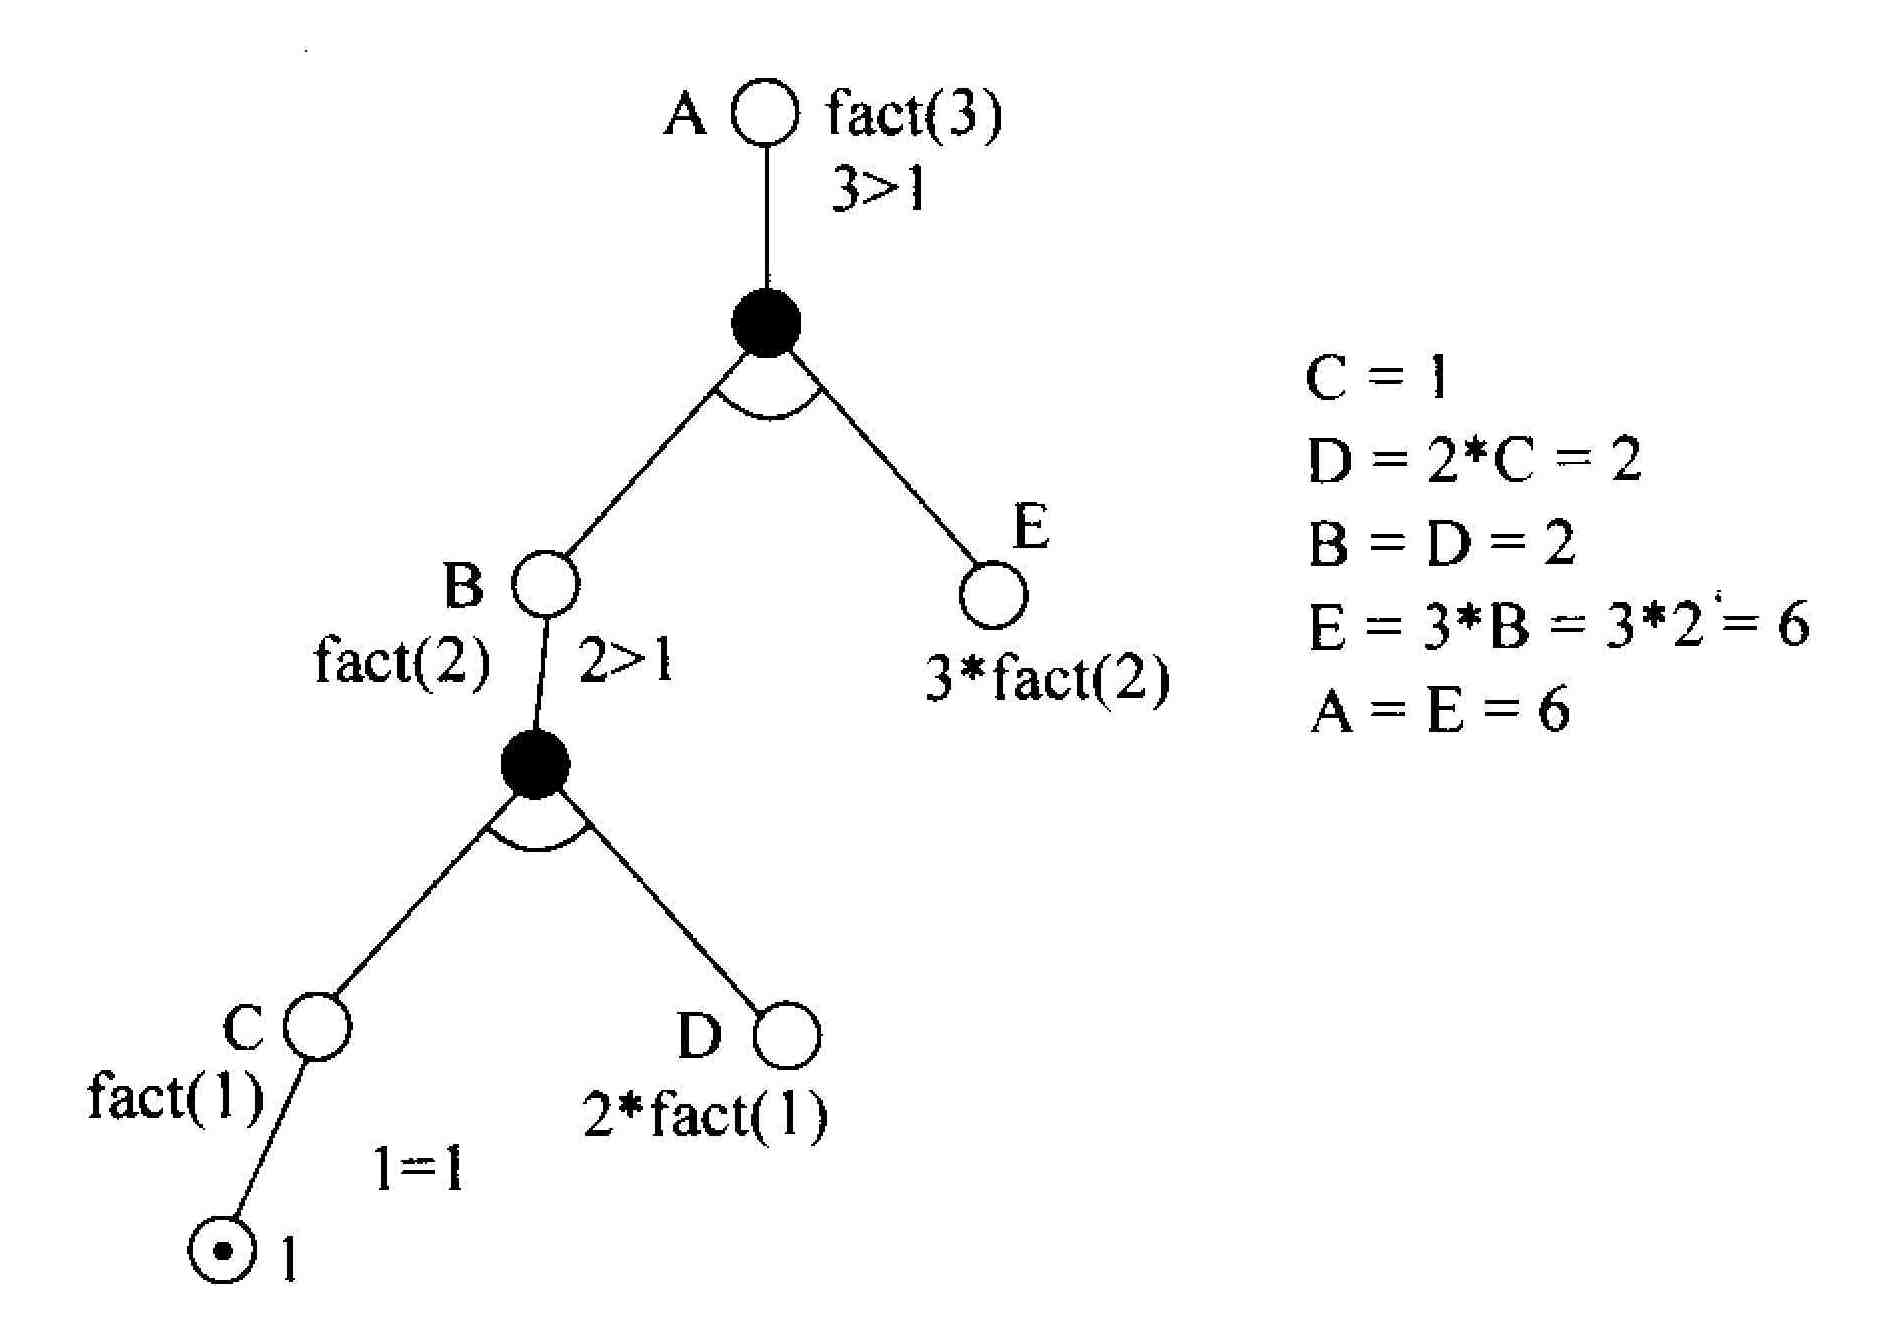 A fact(3)
3>1
C = 1
D = 2*C = 2
B = D = 2
E = 3*B = 3*2 = 6
A = E = 6
E
B
fact(2) 2>1
3*fact(2)
C
fact(1)
D
2*fact(1)
1=1
1